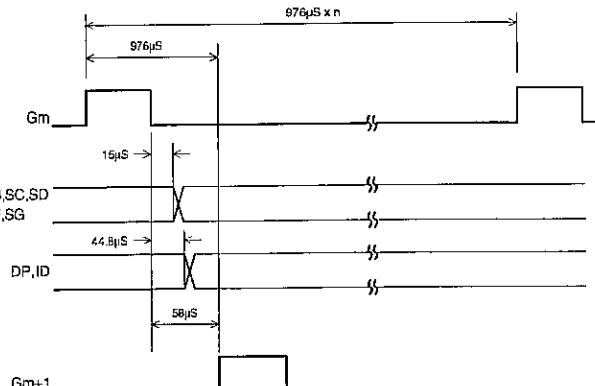 976µS x n
976µS
Gm
15µS
,SC,SD
,SG
44.8µS
DP,ID
58µS
Gm+1